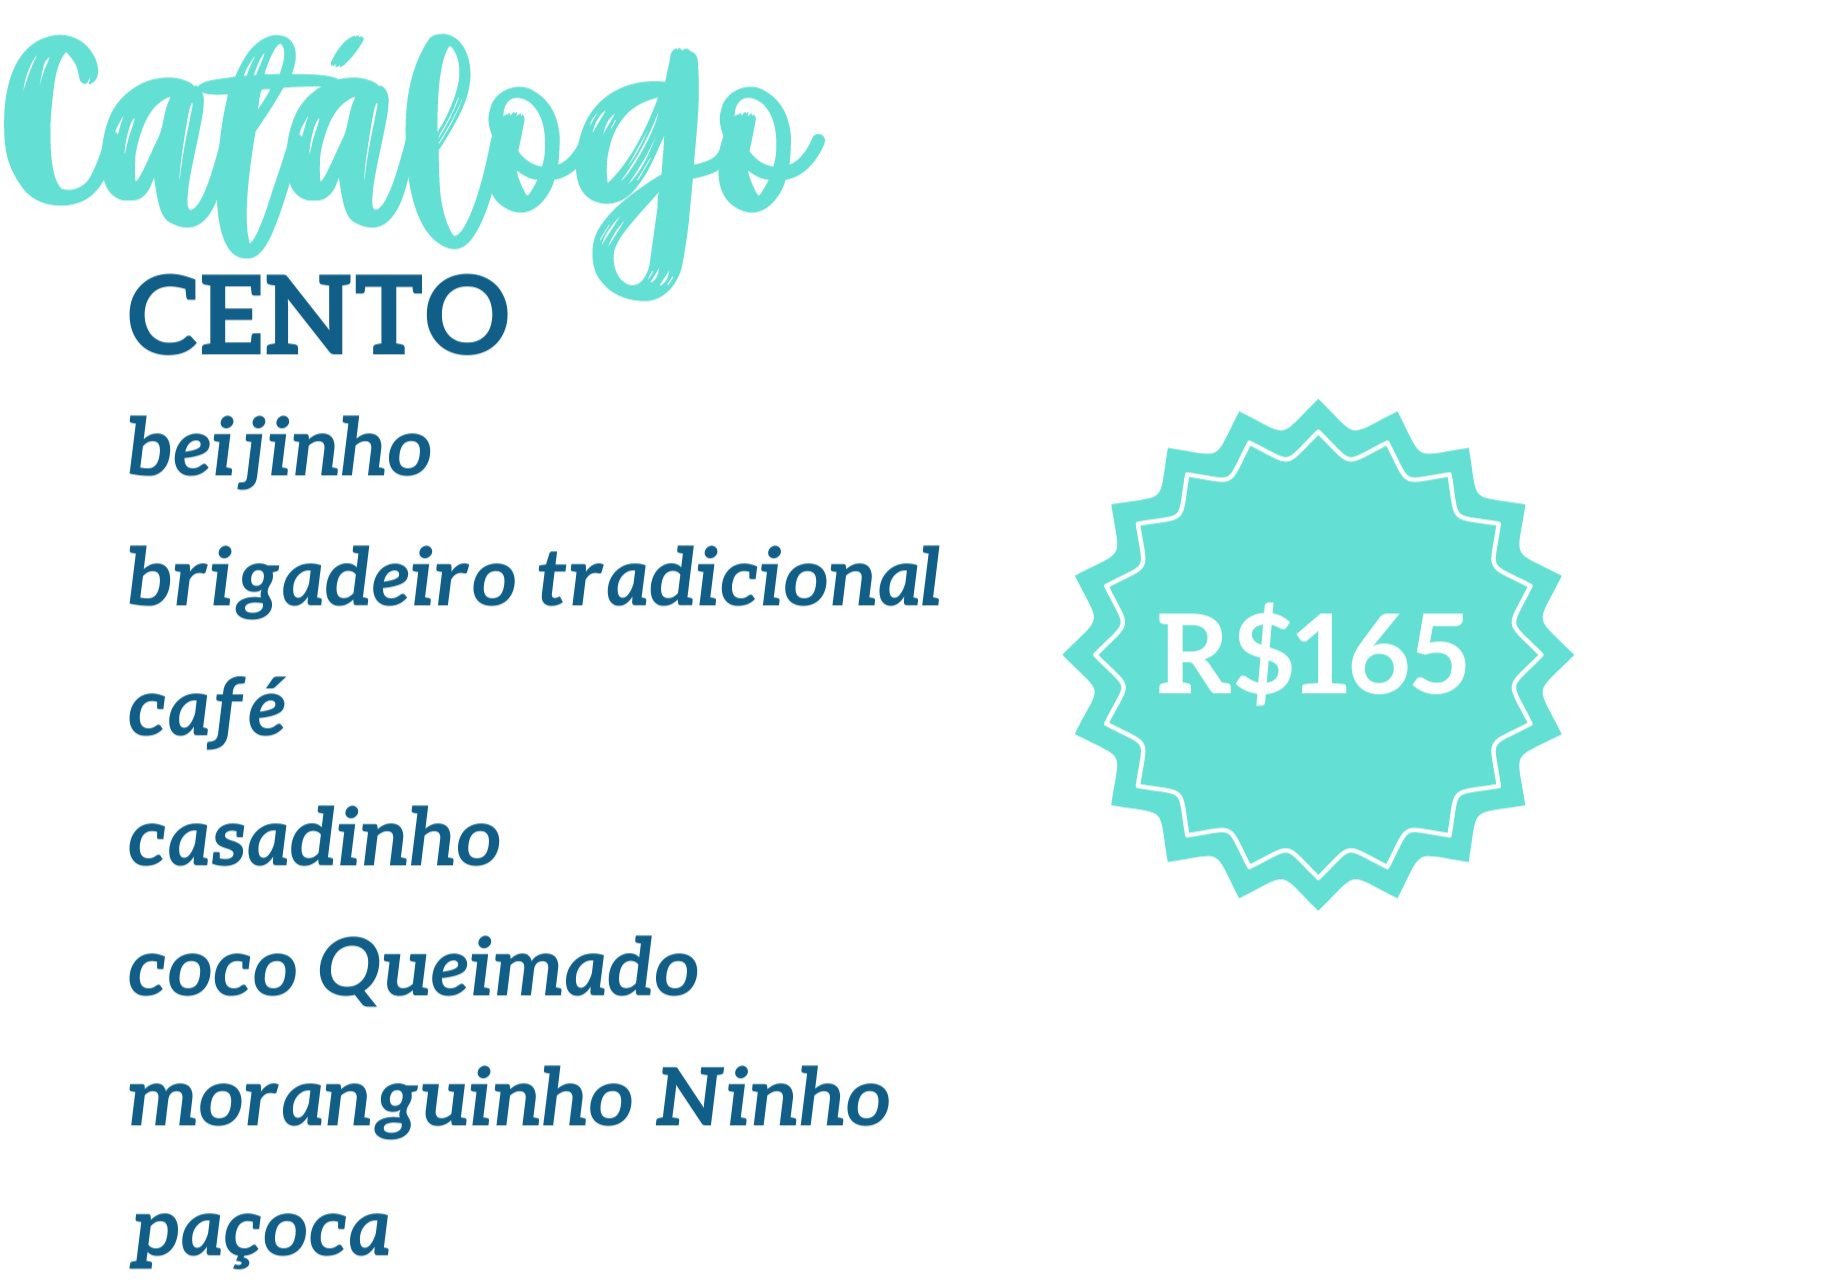 Catálogo
CENTO
beijinho
brigadeiro tradicional
café
casadinho
coco Queimado
moranguinho Ninho
paçoca
R$165